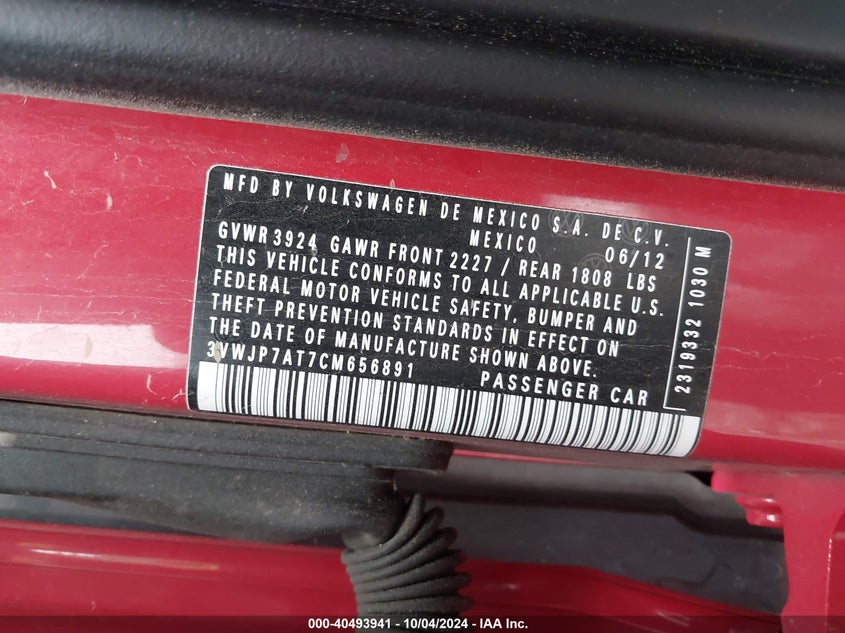 MFD BY VOLKSWAGEN DE MEXICO S.A. DE C.V.
MEXICO 06/12
GVWR 3924 GAWR FRONT 2227 / REAR 1808 LBS
THIS VEHICLE CONFORMS TO ALL APPLICABLE U.S.
FEDERAL MOTOR VEHICLE SAFETY, BUMPER AND
THEFT PREVENTION STANDARDS IN EFFECT ON
THE DATE OF MANUFACTURE SHOWN ABOVE.
3VWJP7AT7CM656891 PASSENGER CAR
2319332 1030 M
000-40493941 - 10/04/2024 - IAA Inc.